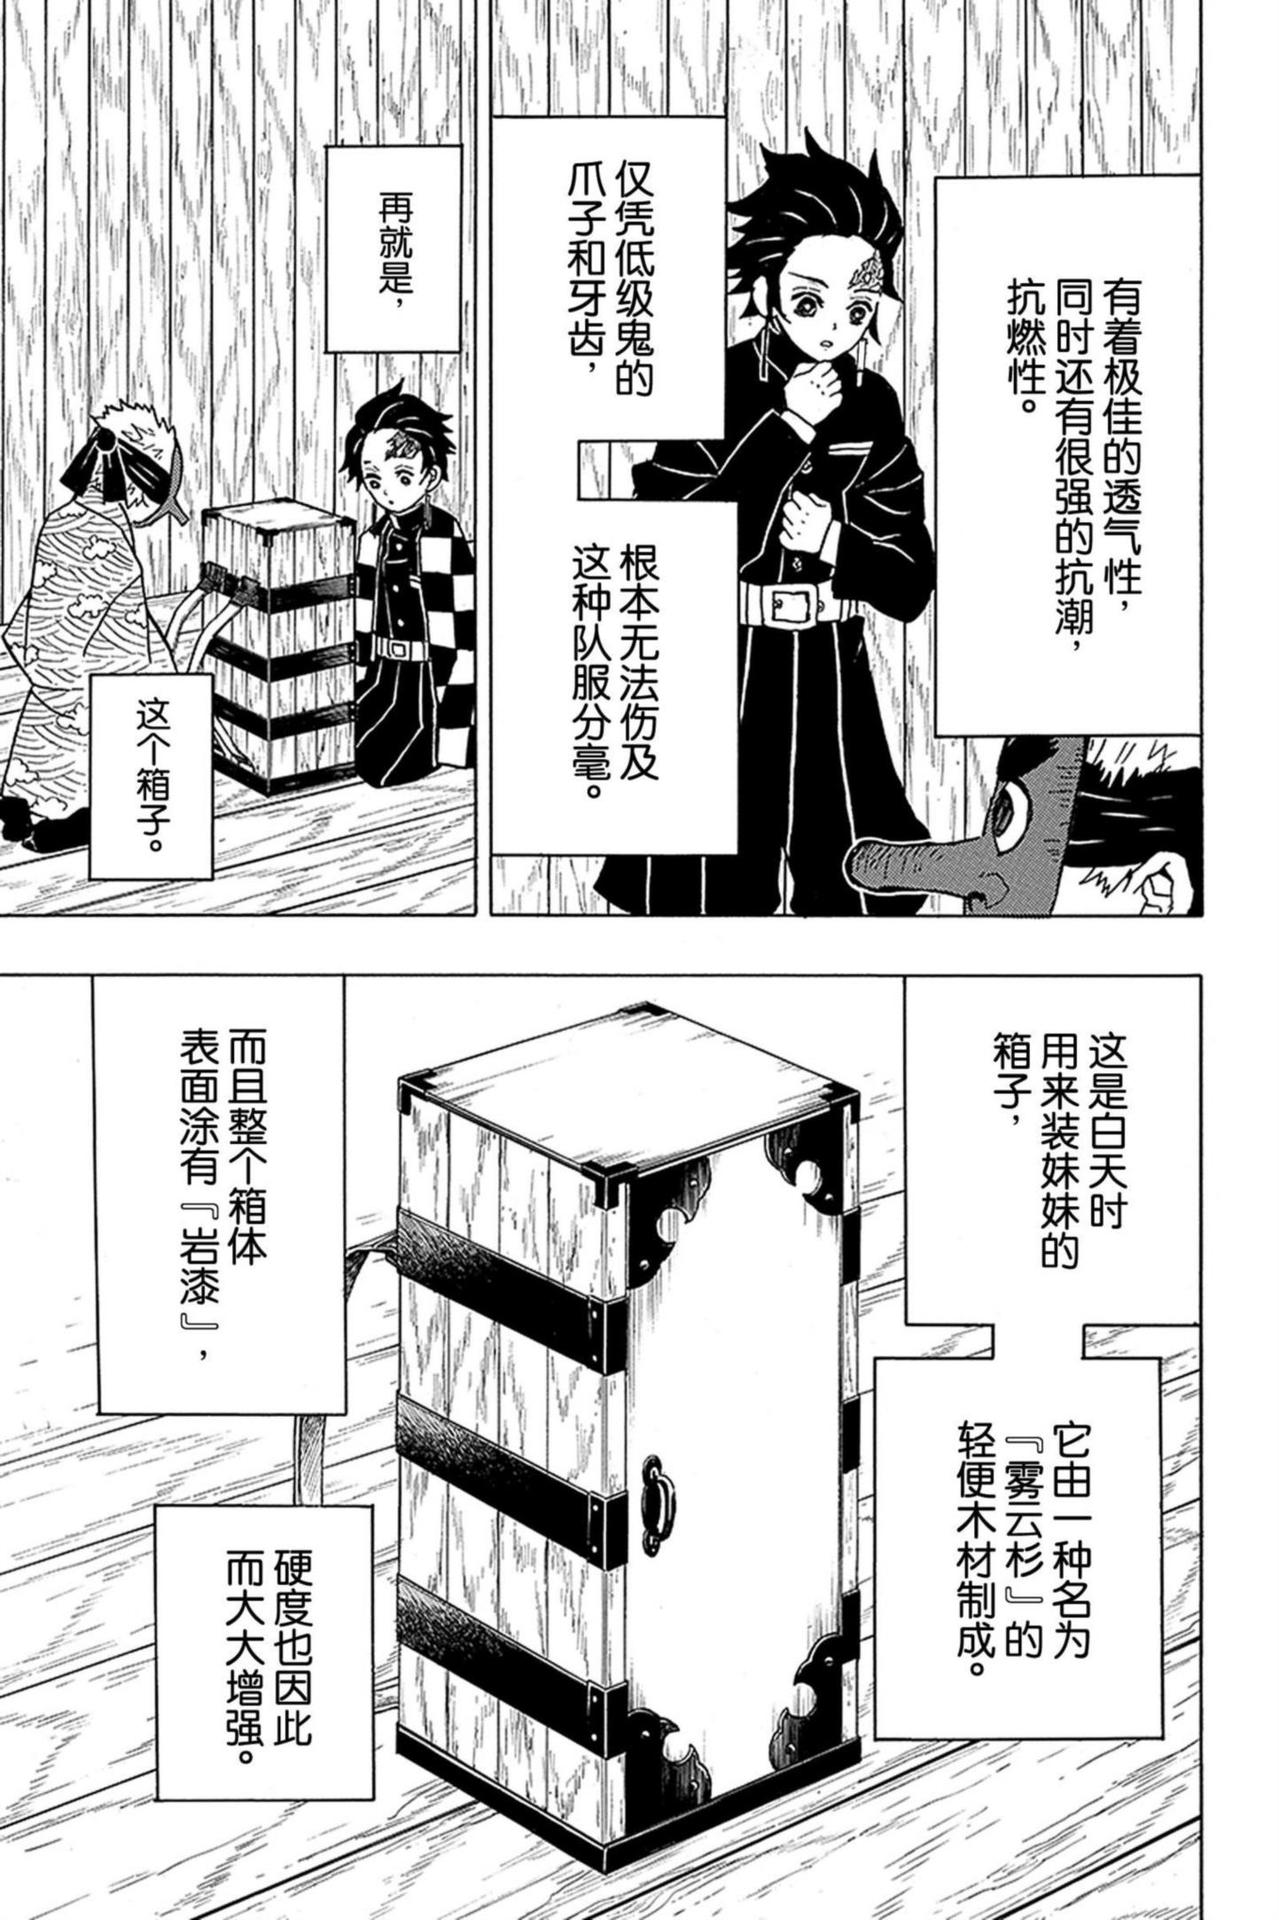 有着极佳的透气性，
同时还有很强的抗潮，
抗燃性。
仅凭低级鬼的
爪子和牙齿，
根本无法伤及
这种队服分毫。
再就是，
这个箱子。
这是白天时
用来装妹妹的
箱子，
它由一种名为
『雾云杉』的
轻便木材制成。
而且整个箱体
表面涂有『岩漆』，
硬度也因此
而大大增强。